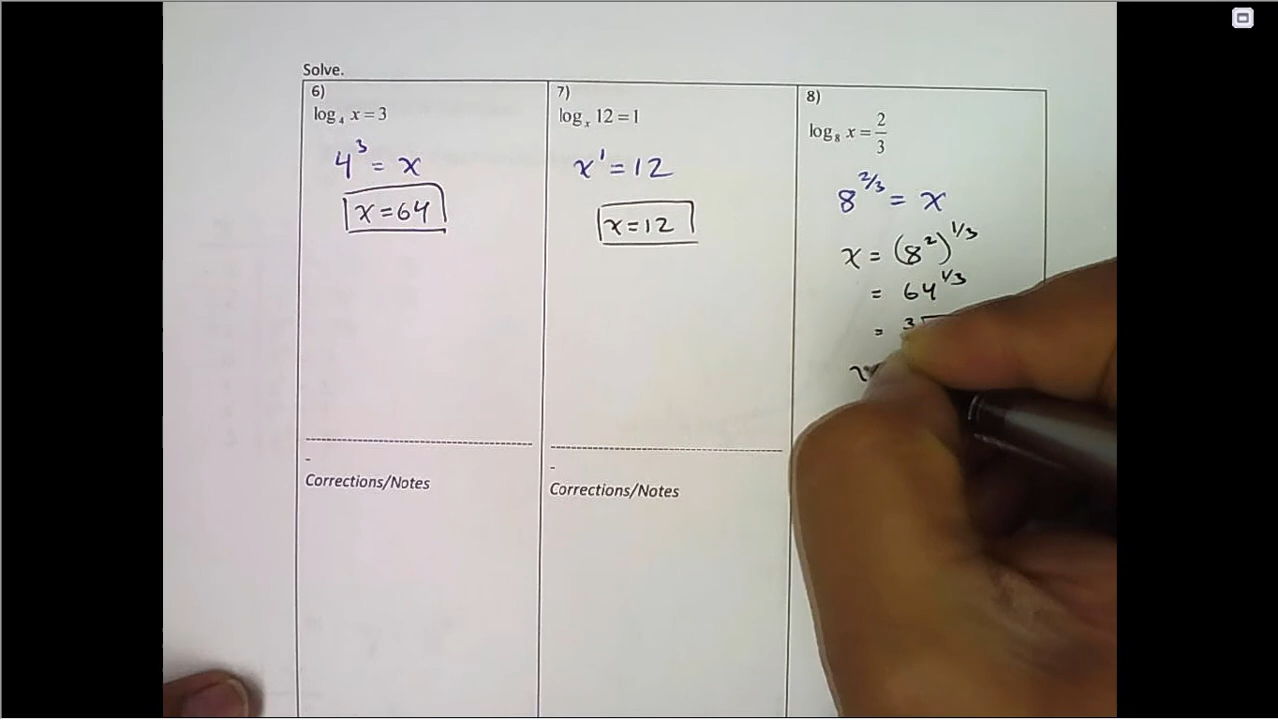 Solve.
6)
log₄ x = 3
4³ = x
x = 64
-
Corrections/Notes
7)
logₓ 12 = 1
x¹ = 12
x = 12
-
Corrections/Notes
8)
log₈ x = 2/3
8^(2/3) = x
x = (8²)^(1/3)
= 64^(1/3)
= ³√
x